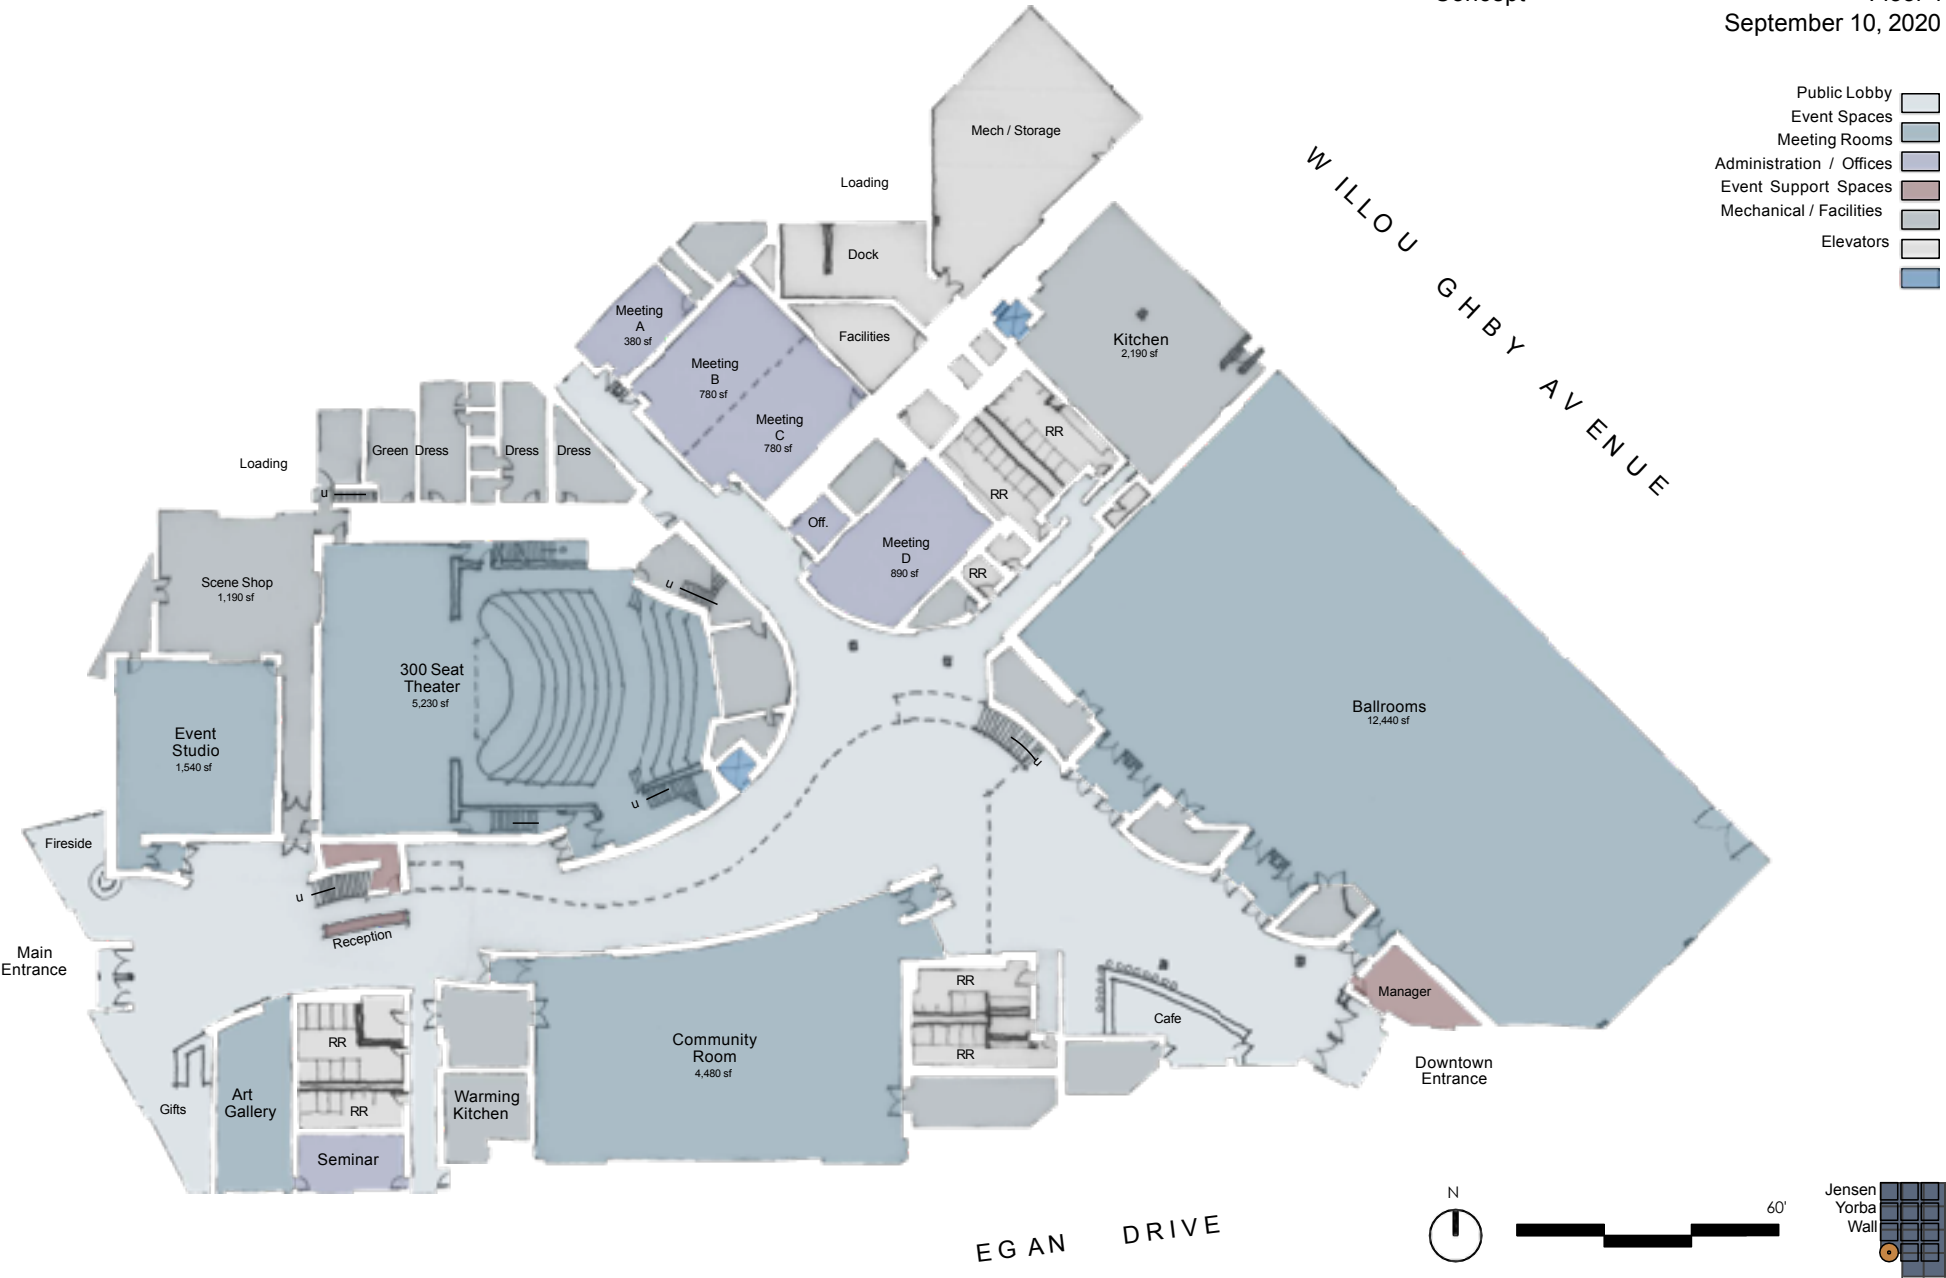 September 10, 2020
Public Lobby
Event Spaces
Meeting Rooms
Administration / Offices
Event Support Spaces
Mechanical / Facilities
Elevators
Mech / Storage
Loading
WILLOUGHBY AVENUE
Dock
Meeting
A
380 sf
Facilities
Kitchen
2,190 sf
Meeting
B
780 sf
Meeting
C
780 sf
RR
Loading
Green
Dress
Dress
Dress
u
RR
Off.
Meeting
D
890 sf
RR
Scene Shop
1,190 sf
u
300 Seat
Theater
5,230 sf
Ballrooms
12,440 sf
Event
Studio
1,540 sf
u
u
Fireside
u
Reception
Main
Entrance
RR
Manager
Cafe
RR
Community
Room
4,480 sf
RR
Downtown
Entrance
Gifts
Art
Gallery
RR
Warming
Kitchen
Seminar
EGAN DRIVE
N
60'
Jensen
Yorba
Wall